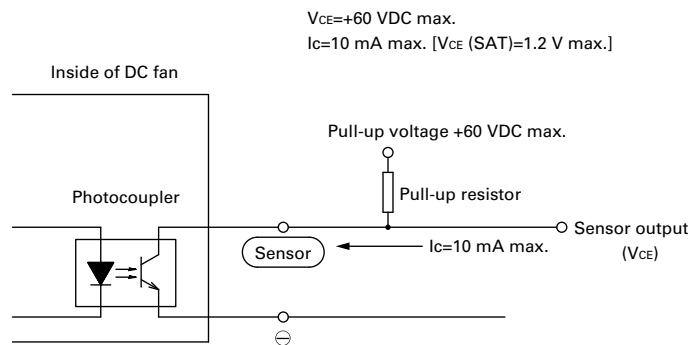 VCE=+60 VDC max.
Ic=10 mA max. [VCE (SAT)=1.2 V max.]
Inside of DC fan
Pull-up voltage +60 VDC max.
Photocoupler
Pull-up resistor
Sensor
Ic=10 mA max.
Sensor output
(VCE)
⊖